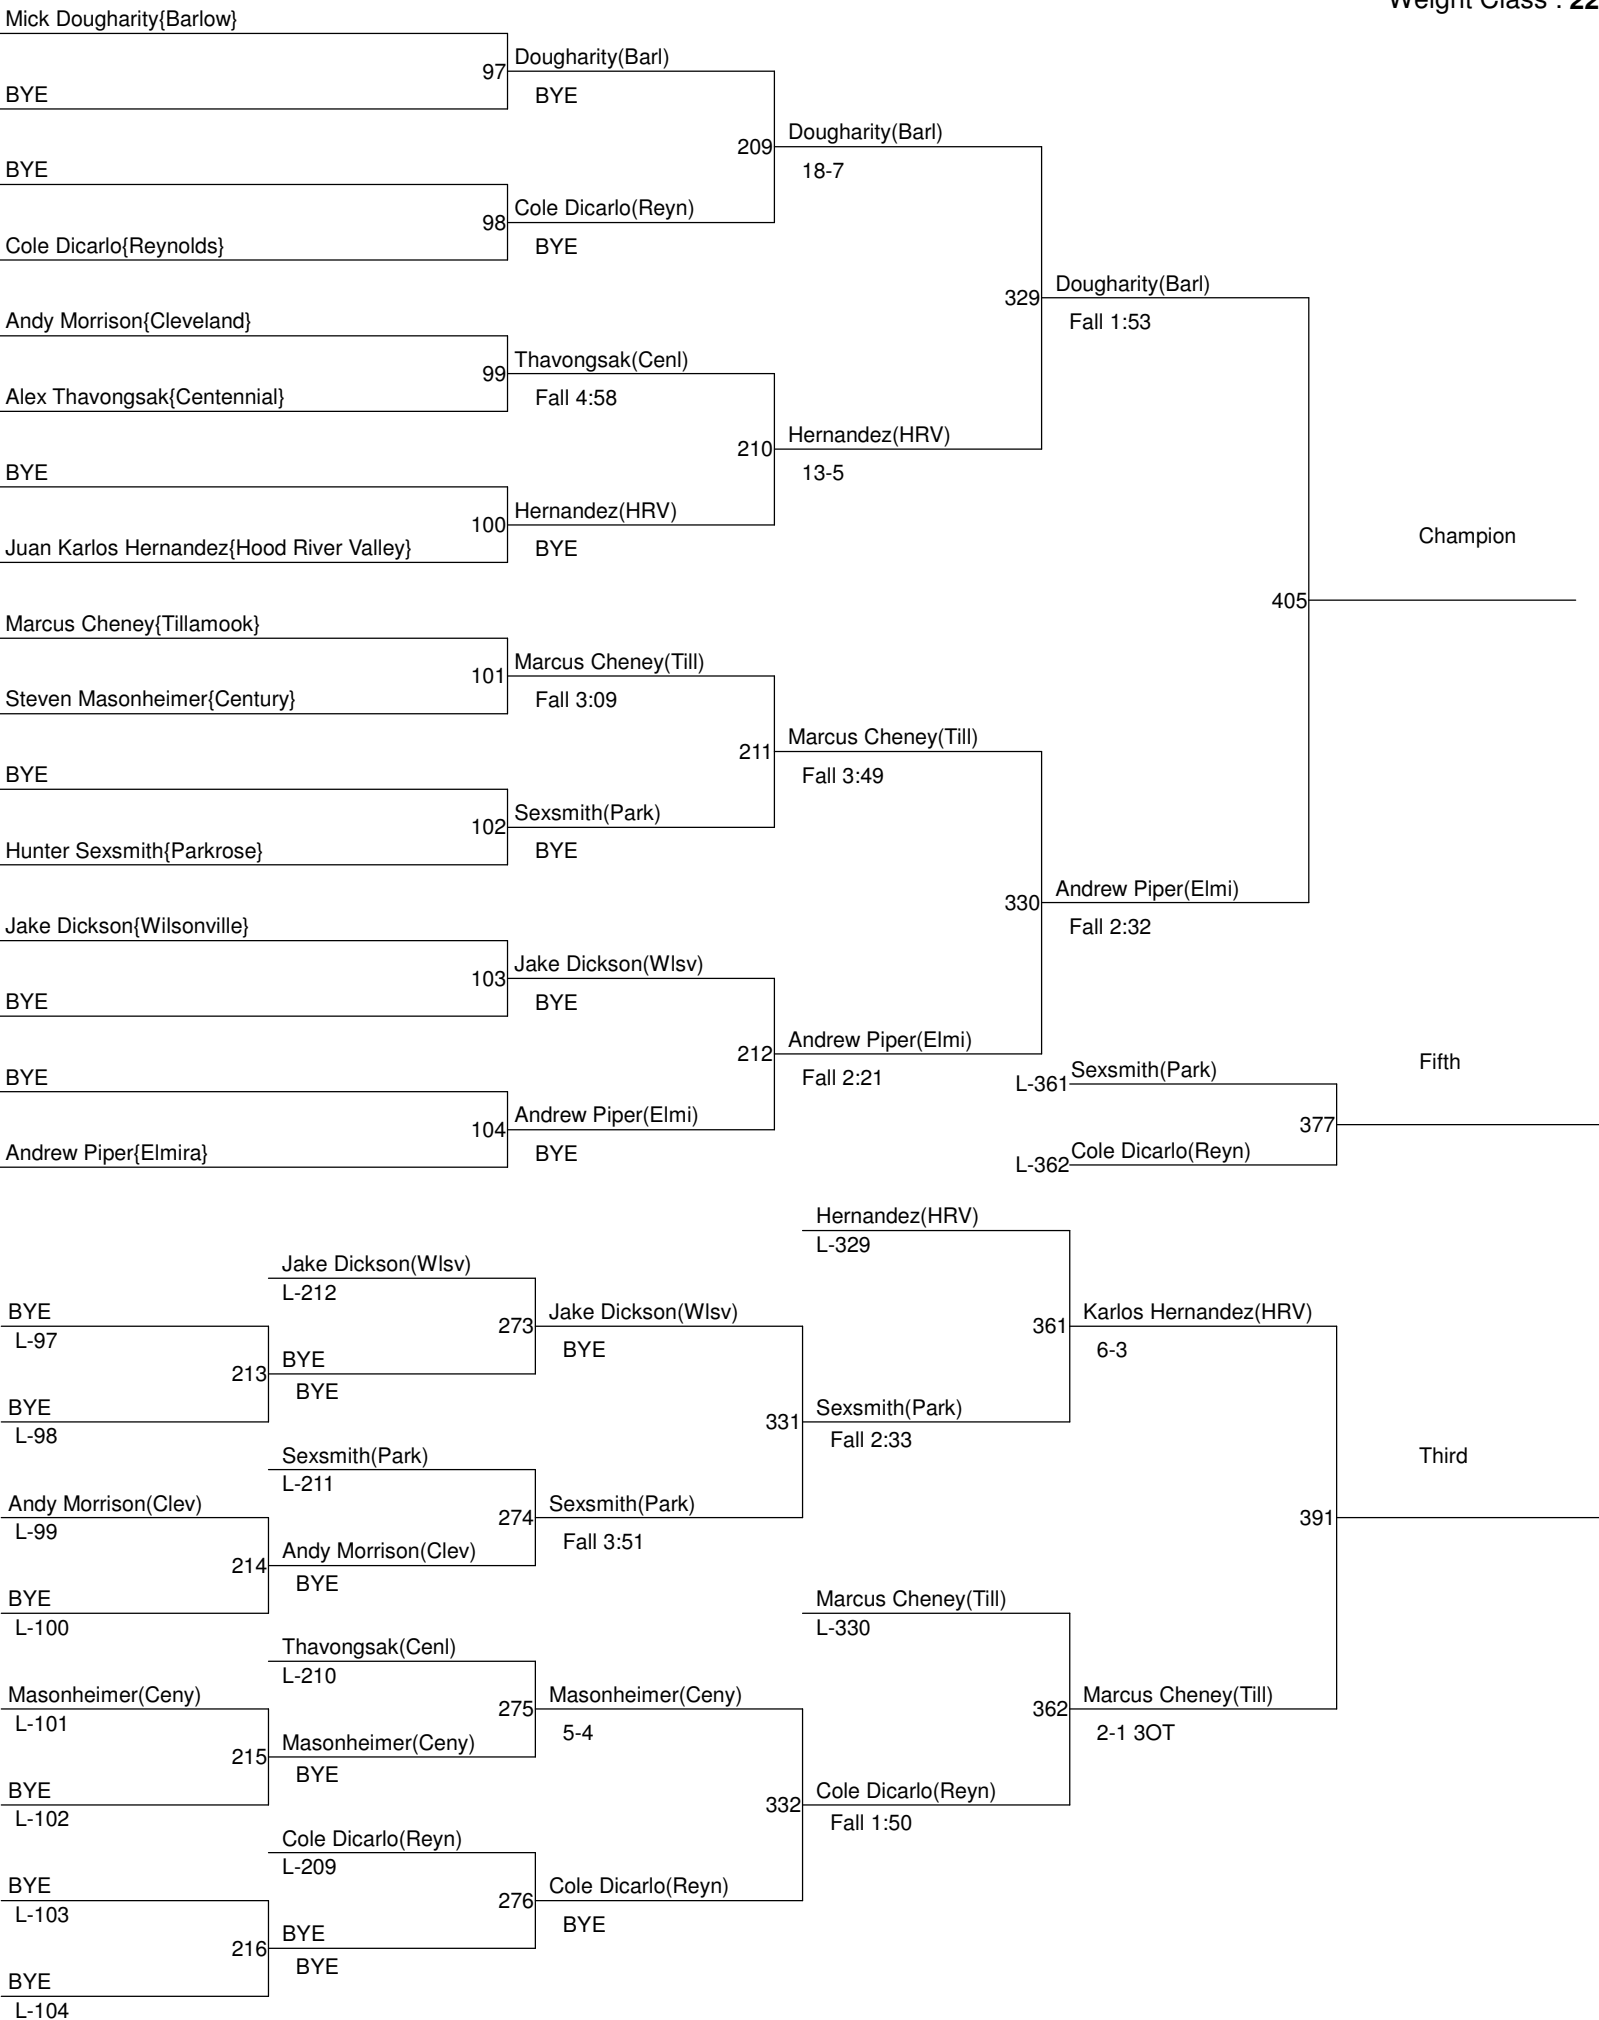 Weight Class : 22
Mick Dougharity{Barlow}
97
Dougharity(Barl)
BYE
BYE
209
Dougharity(Barl)
18-7
BYE
98
Cole Dicarlo(Reyn)
Cole Dicarlo{Reynolds}
BYE
329
Dougharity(Barl)
Fall 1:53
Andy Morrison{Cleveland}
99
Thavongsak(Cenl)
Alex Thavongsak{Centennial}
Fall 4:58
210
Hernandez(HRV)
13-5
BYE
100
Hernandez(HRV)
Juan Karlos Hernandez{Hood River Valley}
BYE
Champion
405
Marcus Cheney{Tillamook}
101
Marcus Cheney(Till)
Steven Masonheimer{Century}
Fall 3:09
211
Marcus Cheney(Till)
Fall 3:49
BYE
102
Sexsmith(Park)
Hunter Sexsmith{Parkrose}
BYE
330
Andrew Piper(Elmi)
Fall 2:32
Jake Dickson{Wilsonville}
103
Jake Dickson(Wlsv)
BYE
BYE
212
Andrew Piper(Elmi)
Fall 2:21
BYE
104
Andrew Piper(Elmi)
Andrew Piper{Elmira}
BYE
L-361
Sexsmith(Park)
Fifth
377
L-362
Cole Dicarlo(Reyn)
Hernandez(HRV)
L-329
Jake Dickson(Wlsv)
L-212
BYE
L-97
273
Jake Dickson(Wlsv)
BYE
361
Karlos Hernandez(HRV)
6-3
213
BYE
BYE
BYE
L-98
331
Sexsmith(Park)
Fall 2:33
Sexsmith(Park)
L-211
Third
Andy Morrison(Clev)
L-99
274
Sexsmith(Park)
Fall 3:51
391
214
Andy Morrison(Clev)
BYE
BYE
L-100
Marcus Cheney(Till)
L-330
Thavongsak(Cenl)
L-210
Masonheimer(Ceny)
L-101
275
Masonheimer(Ceny)
5-4
362
Marcus Cheney(Till)
2-1 3OT
215
Masonheimer(Ceny)
BYE
BYE
L-102
332
Cole Dicarlo(Reyn)
Fall 1:50
Cole Dicarlo(Reyn)
L-209
BYE
L-103
276
Cole Dicarlo(Reyn)
BYE
216
BYE
BYE
BYE
L-104